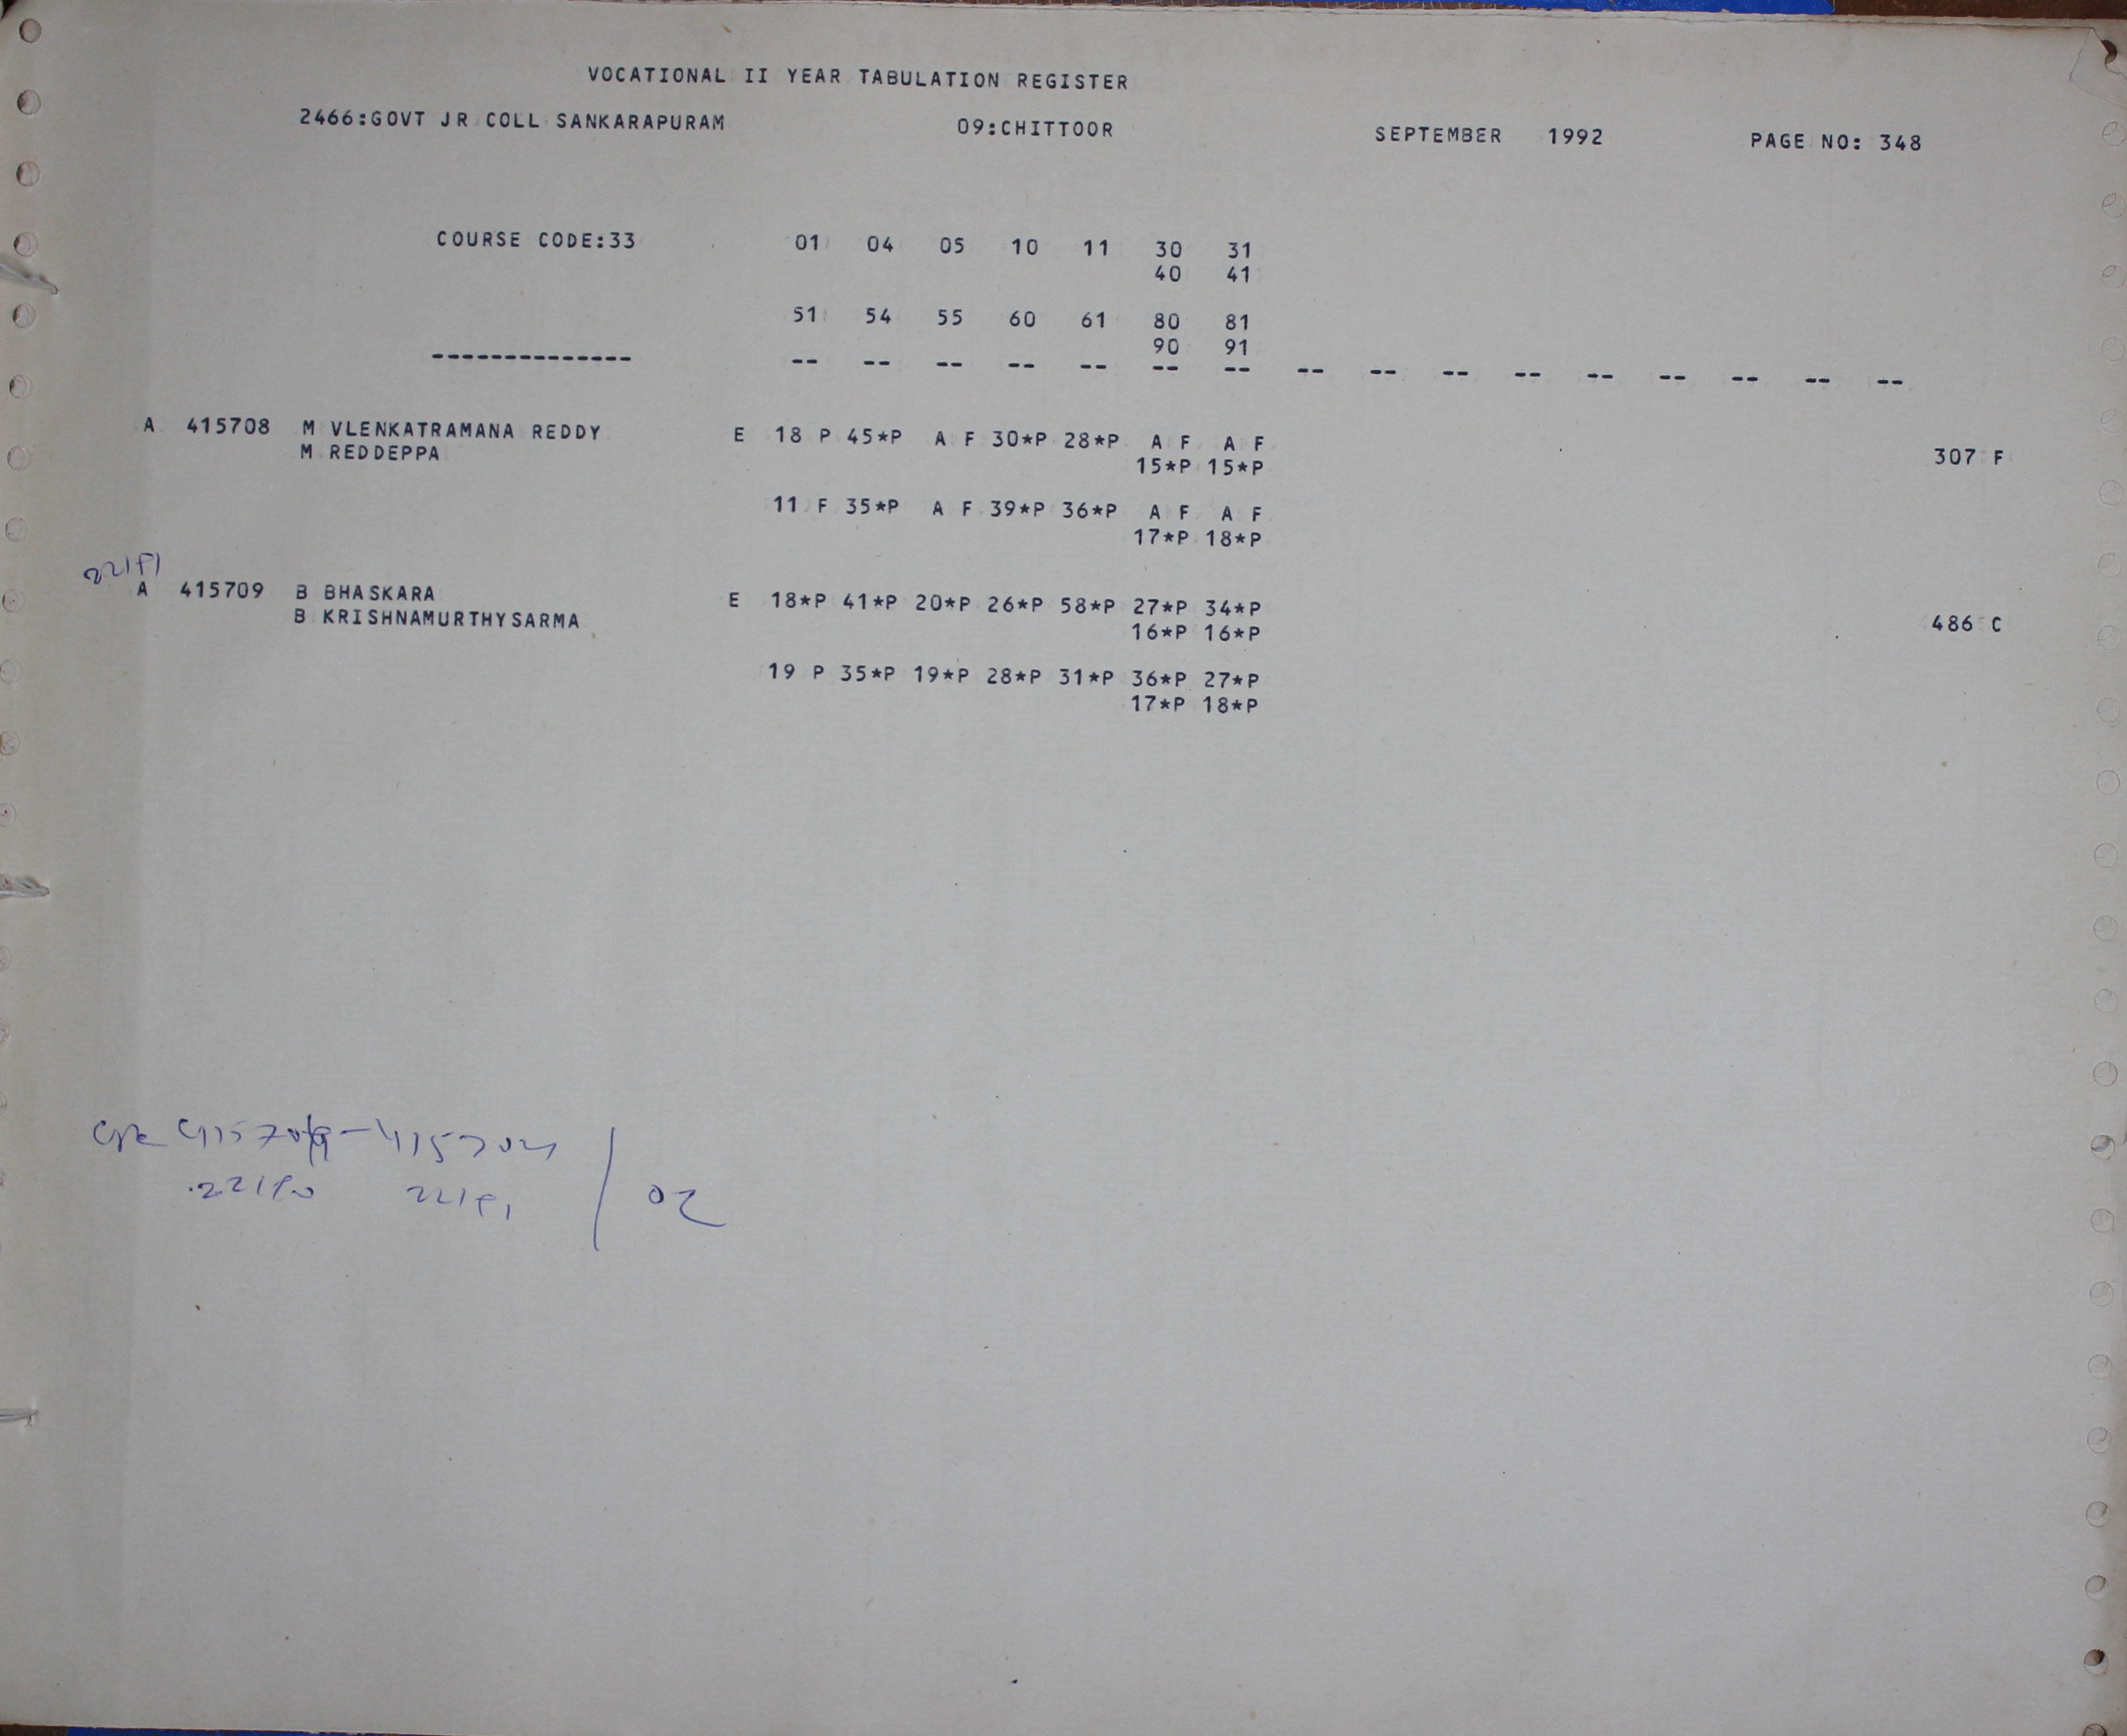 VOCATIONAL II YEAR TABULATION REGISTER
2466:GOVT JR COLL SANKARAPURAM 09:CHITTOOR SEPTEMBER 1992 PAGE NO: 348
COURSE CODE:33 01 04 05 10 11 30 31
40 41
51 54 55 60 61 80 81
90 91
-------------- -- -- -- -- -- -- -- -- -- -- -- -- -- -- -- --
A 415708 M VLENKATRAMANA REDDY E 18 P 45*P A F 30*P 28*P A F A F
M REDDEPPA 15*P 15*P 307 F
11 F 35*P A F 39*P 36*P A F A F
17*P 18*P
A 415709 B BHASKARA E 18*P 41*P 20*P 26*P 58*P 27*P 34*P
B KRISHNAMURTHYSARMA 16*P 16*P 486 C
19 P 35*P 19*P 28*P 31*P 36*P 27*P
17*P 18*P
02